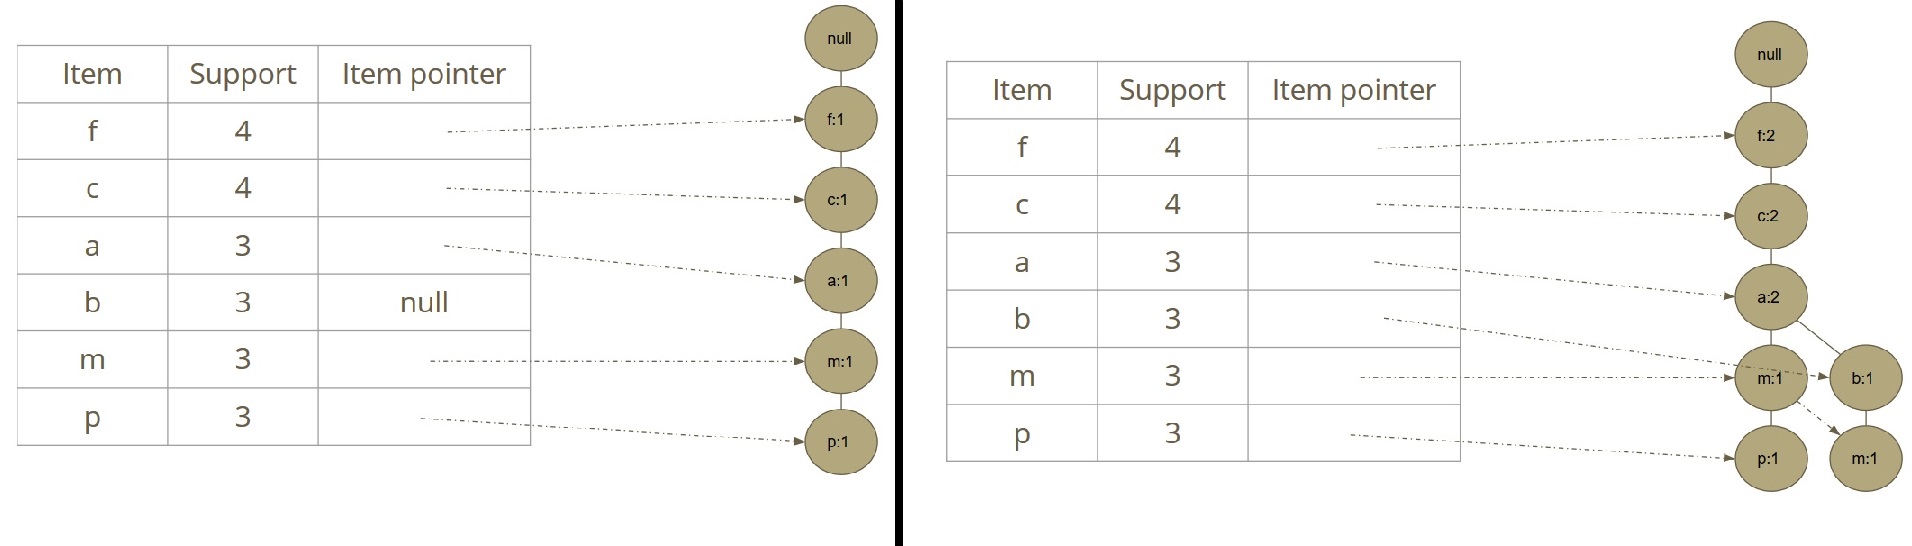 Item Support Item pointer
f 4
c 4
a 3
b 3 null
m 3
p 3
null
f:1
c:1
a:1
m:1
p:1
Item Support Item pointer
f 4
c 4
a 3
b 3
m 3
p 3
null
f:2
c:2
a:2
m:1 b:1
p:1 m:1